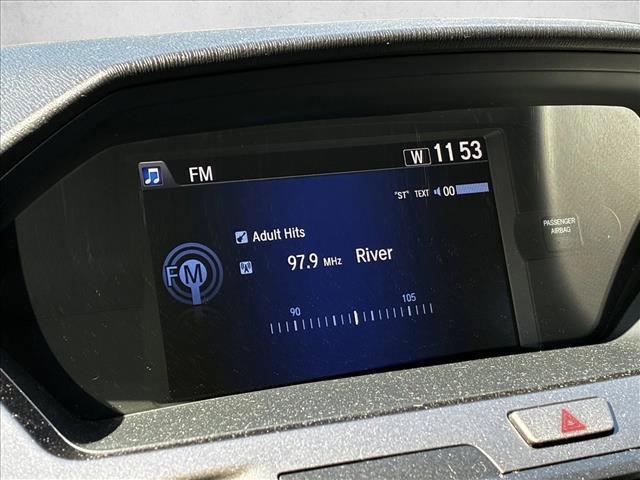 FM W 11 53
"ST" TEXT 00
Adult Hits
FM 97.9 MHz River
90 105
PASSENGER
AIRBAG